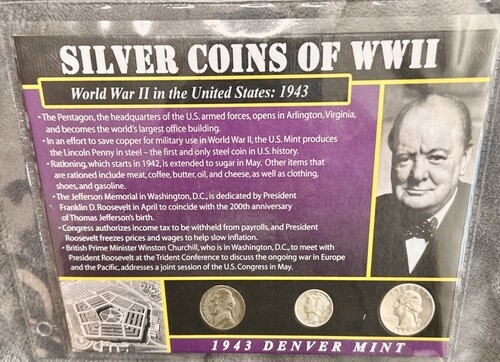 SILVER COINS OF WWII
World War II in the United States: 1943
• The Pentagon, the headquarters of the U.S. armed forces, opens in Arlington, Virginia,
and becomes the world's largest office building.
• In an effort to save copper for military use in World War II, the U.S. Mint produces
the Lincoln Penny in steel – the first and only steel coin in U.S. history.
• Rationing, which starts in 1942, is extended to sugar in May. Other items that
are rationed include meat, coffee, butter, oil, and cheese, as well as clothing,
shoes, and gasoline.
• The Jefferson Memorial in Washington, D.C., is dedicated by President
Franklin D. Roosevelt in April to coincide with the 200th anniversary
of Thomas Jefferson's birth.
• Congress authorizes income tax to be withheld from payrolls, and President
Roosevelt freezes prices and wages to help slow inflation.
• British Prime Minister Winston Churchill, who is in Washington, D.C., to meet with
President Roosevelt at the Trident Conference to discuss the ongoing war in Europe
and the Pacific, addresses a joint session of the U.S. Congress in May.
1943 DENVER MINT